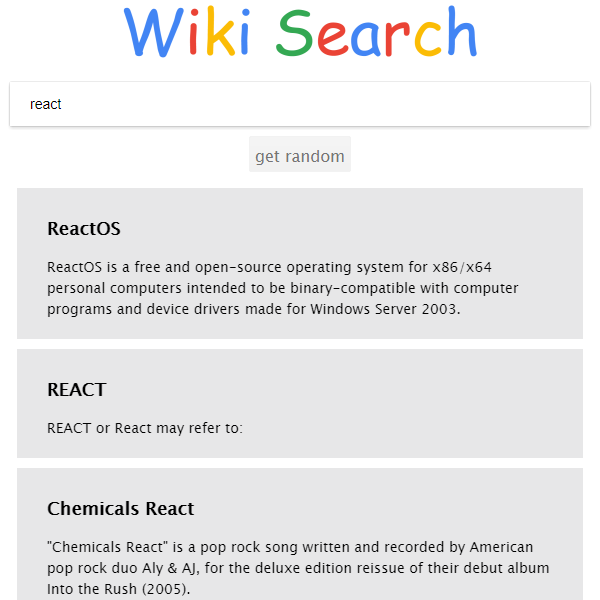 Wiki Search
react
get random
ReactOS
ReactOS is a free and open-source operating system for x86/x64
personal computers intended to be binary-compatible with computer
programs and device drivers made for Windows Server 2003.
REACT
REACT or React may refer to:
Chemicals React
"Chemicals React" is a pop rock song written and recorded by American
pop rock duo Aly & AJ, for the deluxe edition reissue of their debut album
Into the Rush (2005).